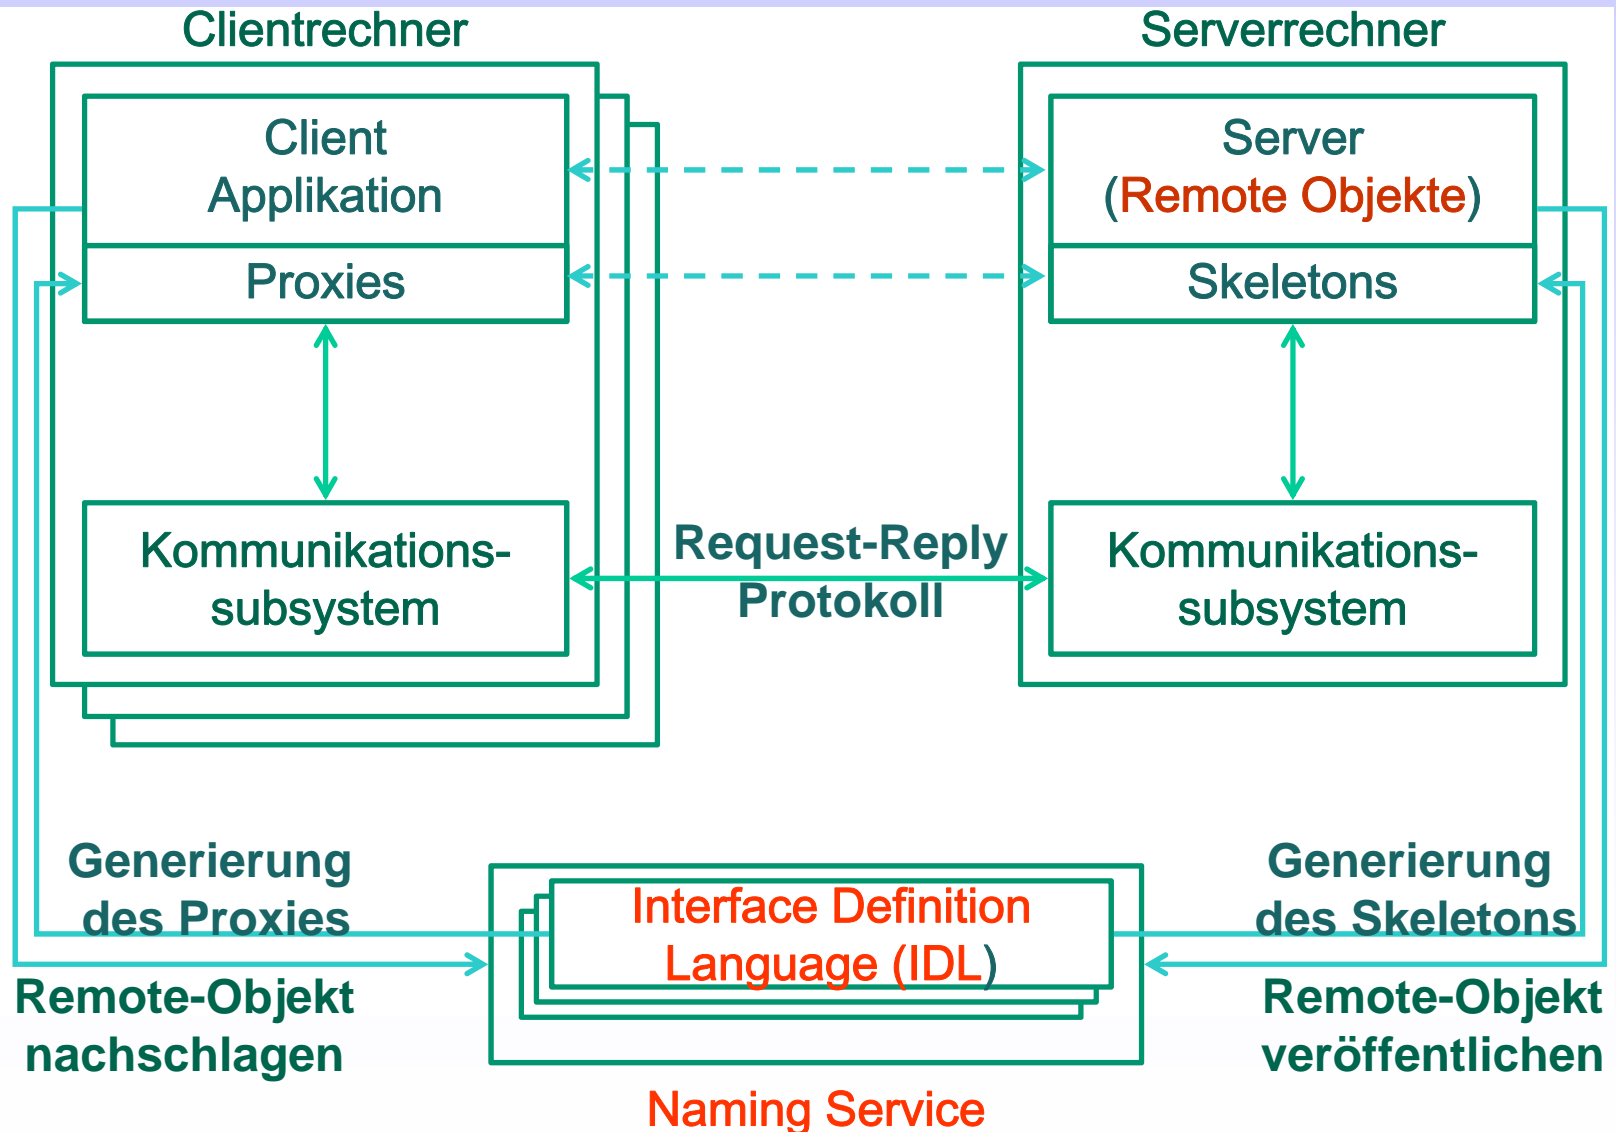 Clientrechner
Serverrechner
Client
Applikation
Proxies
Server
(Remote Objekte)
Skeletons
Kommunikations-
subsystem
Request-Reply
Protokoll
Kommunikations-
subsystem
Generierung
des Proxies
Remote-Objekt
nachschlagen
Interface Definition
Language (IDL)
Generierung
des Skeletons
Remote-Objekt
veröffentlichen
Naming Service